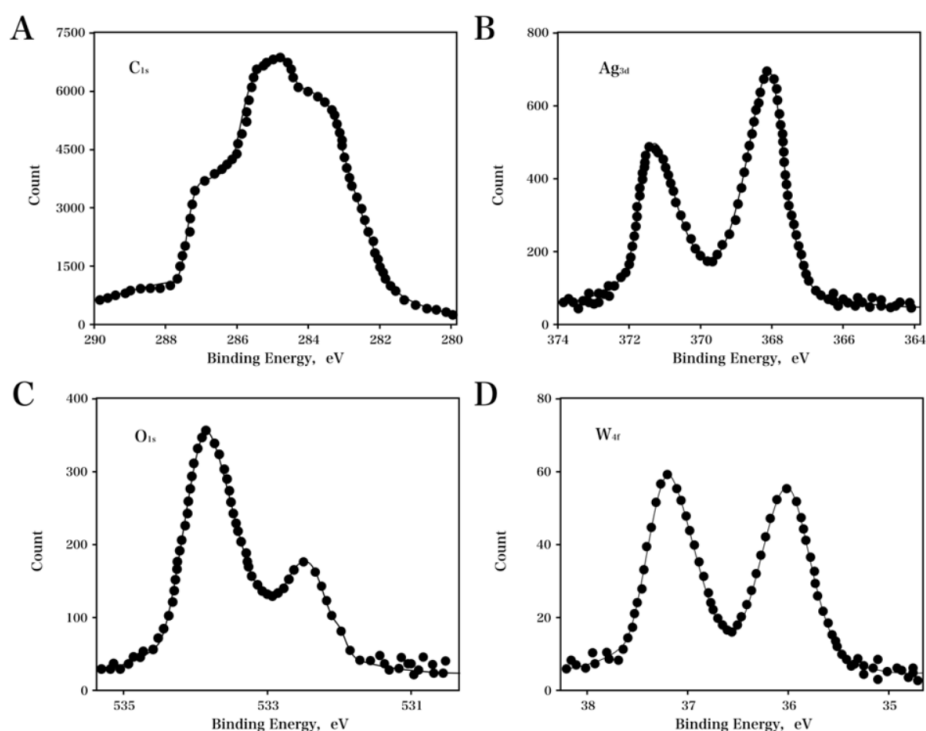 A
7500
6000
4500
3000
1500
0
Count
C1s
290 288 286 284 282 280
Binding Energy, eV
B
800
600
400
200
0
Count
Ag3d
374 372 370 368 366 364
Binding Energy, eV
C
400
300
200
100
0
Count
O1s
535 533 531
Binding Energy, eV
D
80
60
40
20
0
Count
W4f
38 37 36 35
Binding Energy, eV